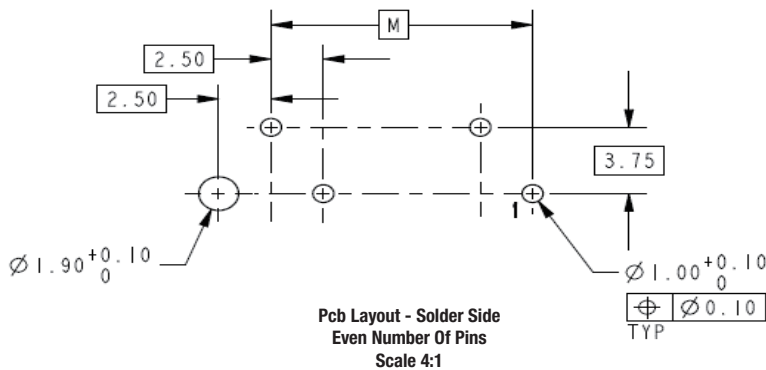 M
2.50
2.50
3.75
1
Ø1.90 +0.10 0
Ø1.00 +0.10 0
⌖ Ø0.10
TYP
Pcb Layout - Solder Side
Even Number Of Pins
Scale 4:1